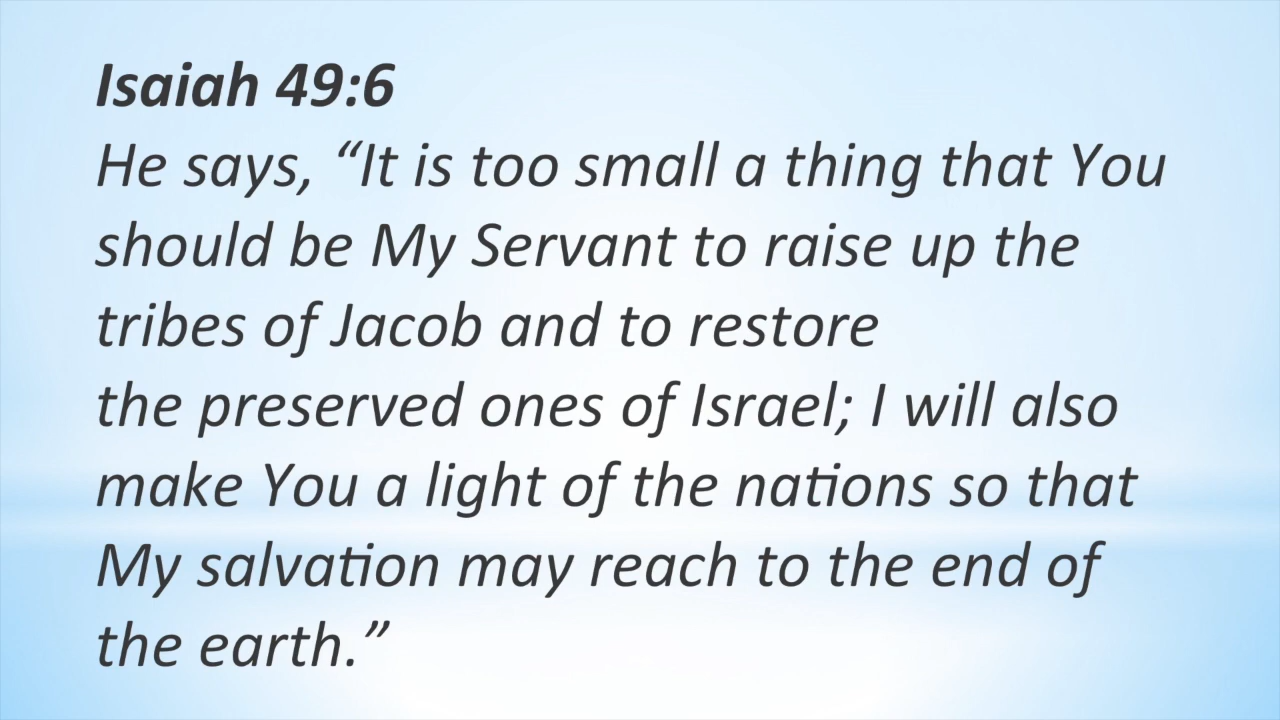 Isaiah 49:6
He says, “It is too small a thing that You
should be My Servant to raise up the
tribes of Jacob and to restore
the preserved ones of Israel; I will also
make You a light of the nations so that
My salvation may reach to the end of
the earth.”